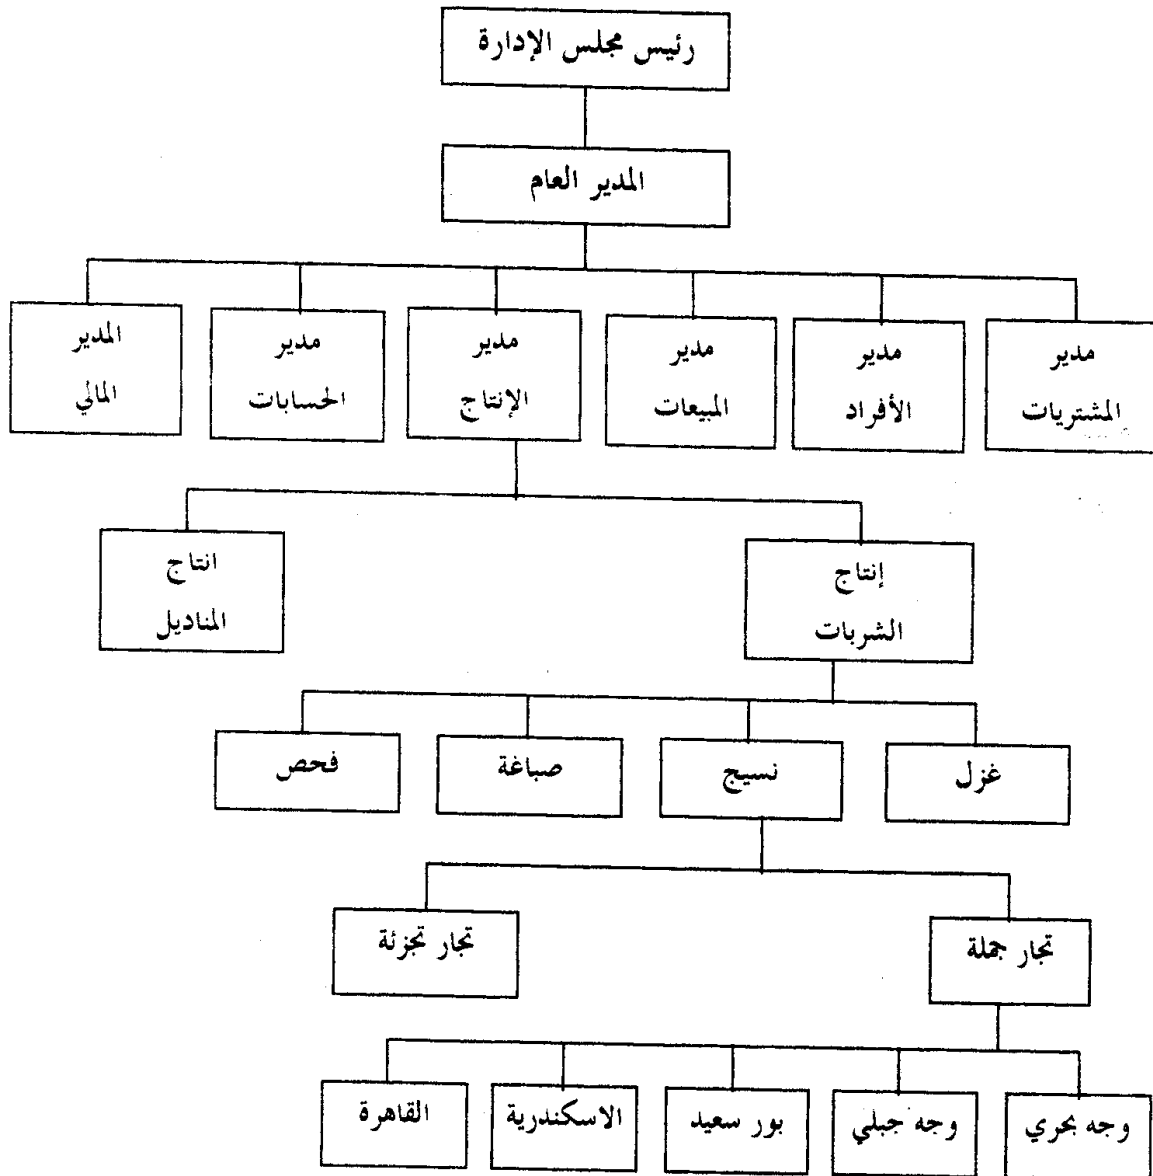 رئيس مجلس الإدارة
المدير العام
مدير
المشتريات
مدير
الأفراد
مدير
المبيعات
مدير
الإنتاج
مدير
الحسابات
المدير
المالي
إنتاج
الشربات
انتاج
المناديل
غزل
نسيج
صباغة
فحص
تجار جملة
تجار تجزئة
وجه بحري
وجه جبلي
بور سعيد
الاسكندرية
القاهرة